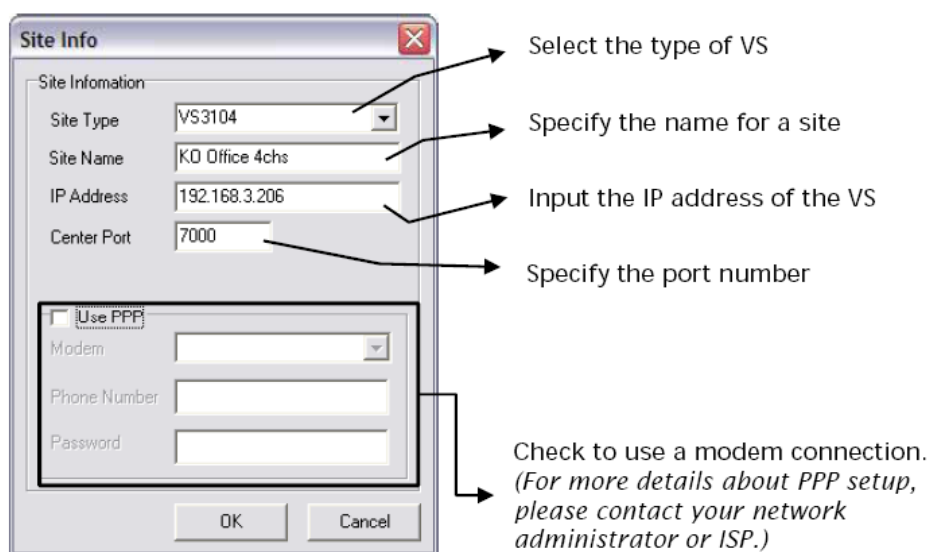 Site Info
Select the type of VS
Site Infomation
Site Type
VS3104
Specify the name for a site
Site Name
KO Office 4chs
IP Address
192.168.3.206
Input the IP address of the VS
Center Port
7000
Specify the port number
Use PPP
Modem
Phone Number
Password
Check to use a modem connection.
(For more details about PPP setup,
please contact your network
administrator or ISP.)
OK
Cancel